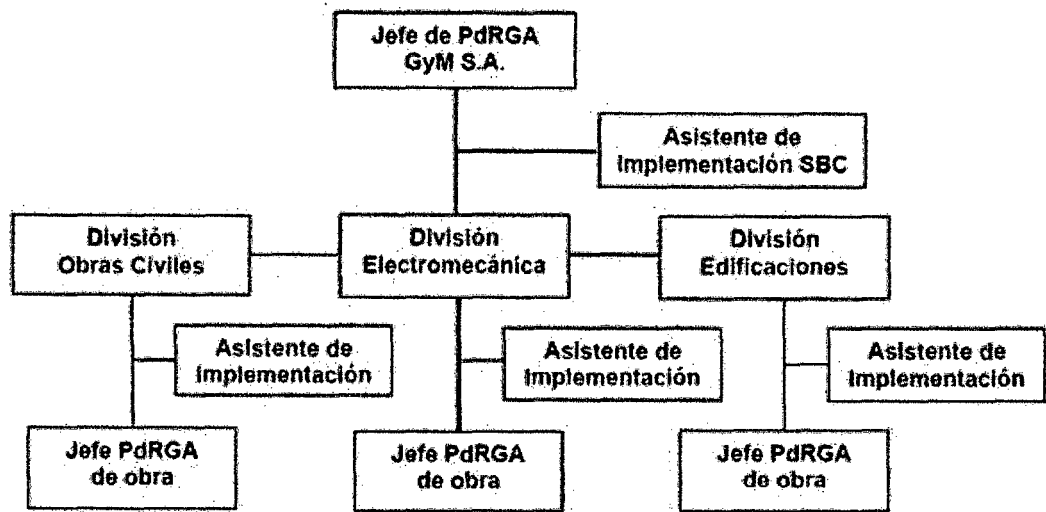 Jefe de PdRGA
GyM S.A.
Asistente de
Implementación SBC
División
Obras Civiles
División
Electromecánica
División
Edificaciones
Asistente de
Implementación
Asistente de
Implementación
Asistente de
Implementación
Jefe PdRGA
de obra
Jefe PdRGA
de obra
Jefe PdRGA
de obra